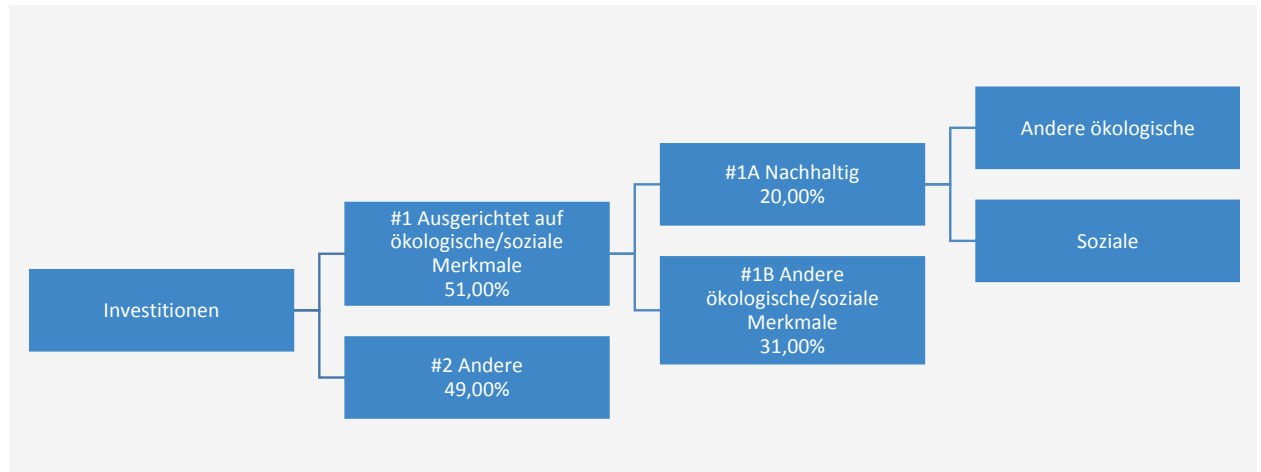 Investitionen
#1 Ausgerichtet auf
ökologische/soziale
Merkmale
51,00%
#2 Andere
49,00%
#1A Nachhaltig
20,00%
#1B Andere
ökologische/soziale
Merkmale
31,00%
Andere ökologische
Soziale